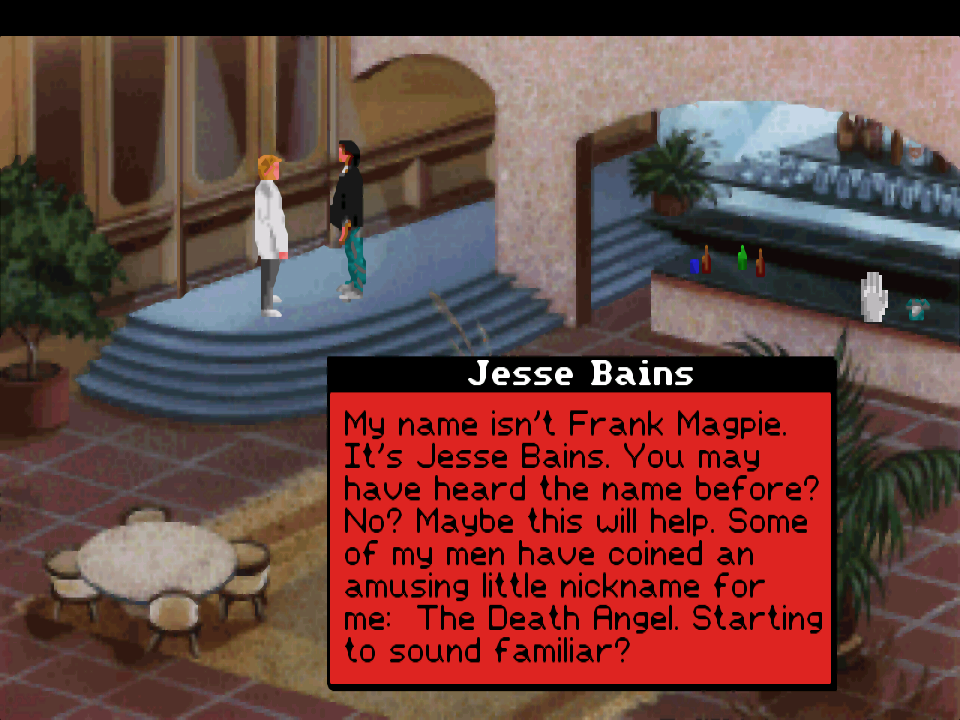 Jesse Bains
My name isn't Frank Magpie.
It's Jesse Bains. You may
have heard the name before?
No? Maybe this will help. Some
of my men have coined an
amusing little nickname for
me:  The Death Angel. Starting
to sound familiar?